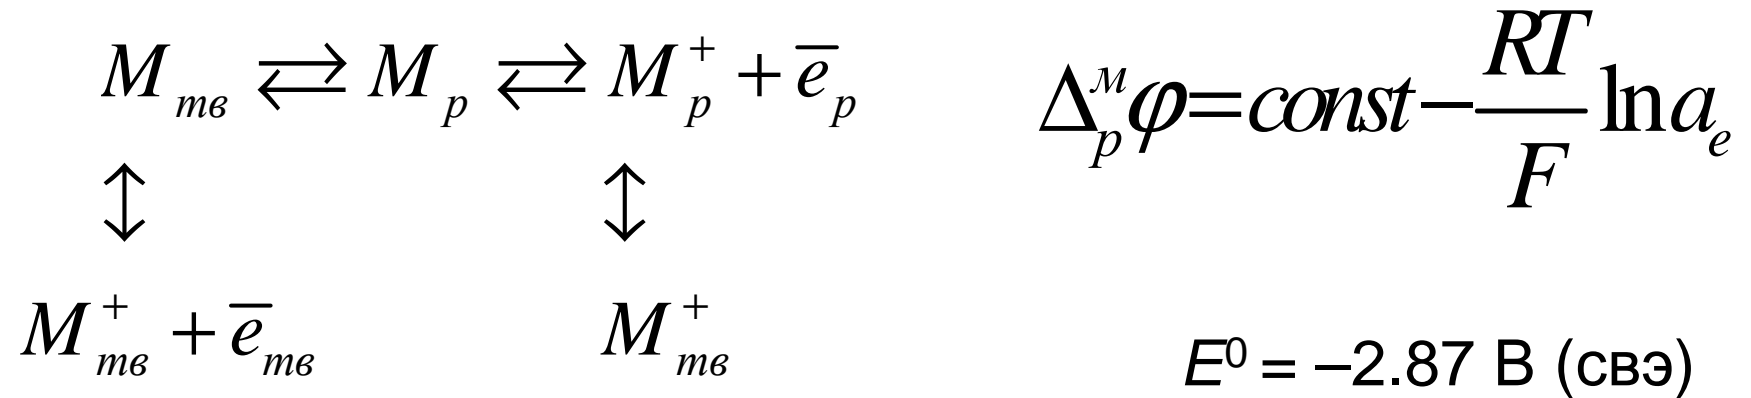 M_тв ⇄ M_р ⇄ M_р^+ + e̅_р
Δ_р^м φ = const − RT/F ln a_e
↕ ↕
M_тв^+ + e̅_тв M_тв^+
E^0 = –2.87 В (свэ)